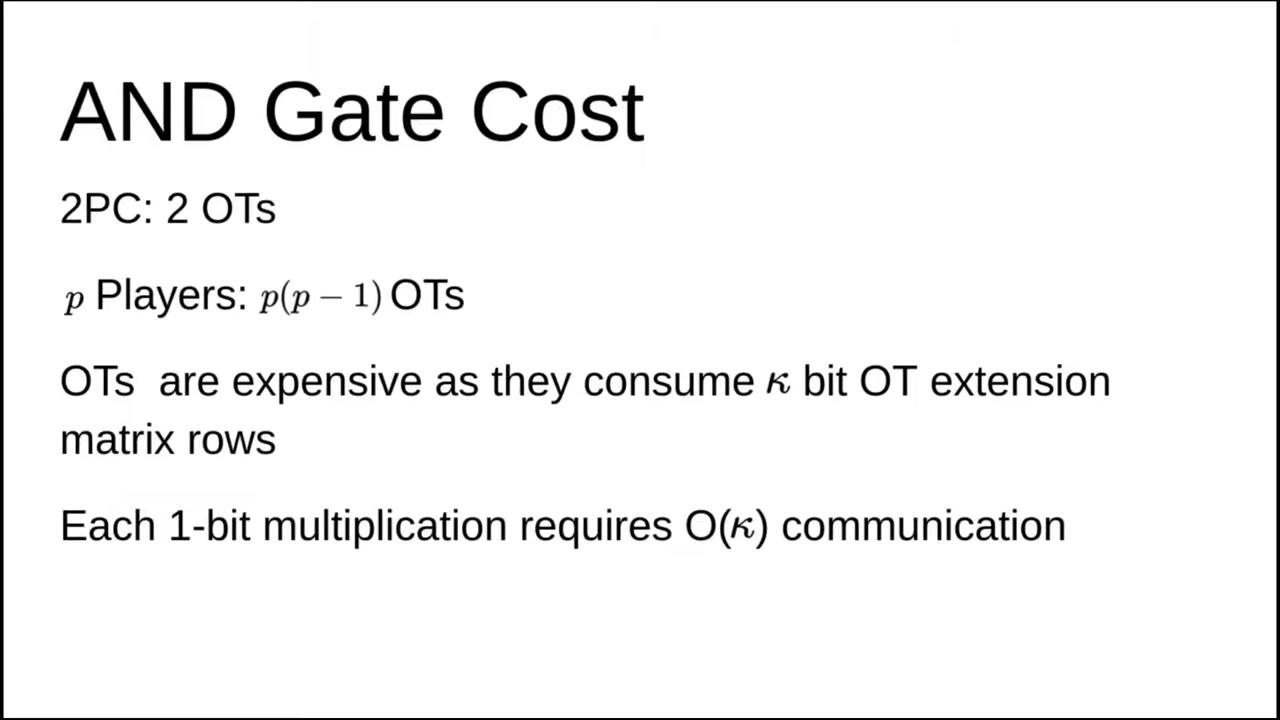 AND Gate Cost
2PC: 2 OTs
p Players: p(p − 1) OTs
OTs  are expensive as they consume κ bit OT extension
matrix rows
Each 1-bit multiplication requires O(κ) communication